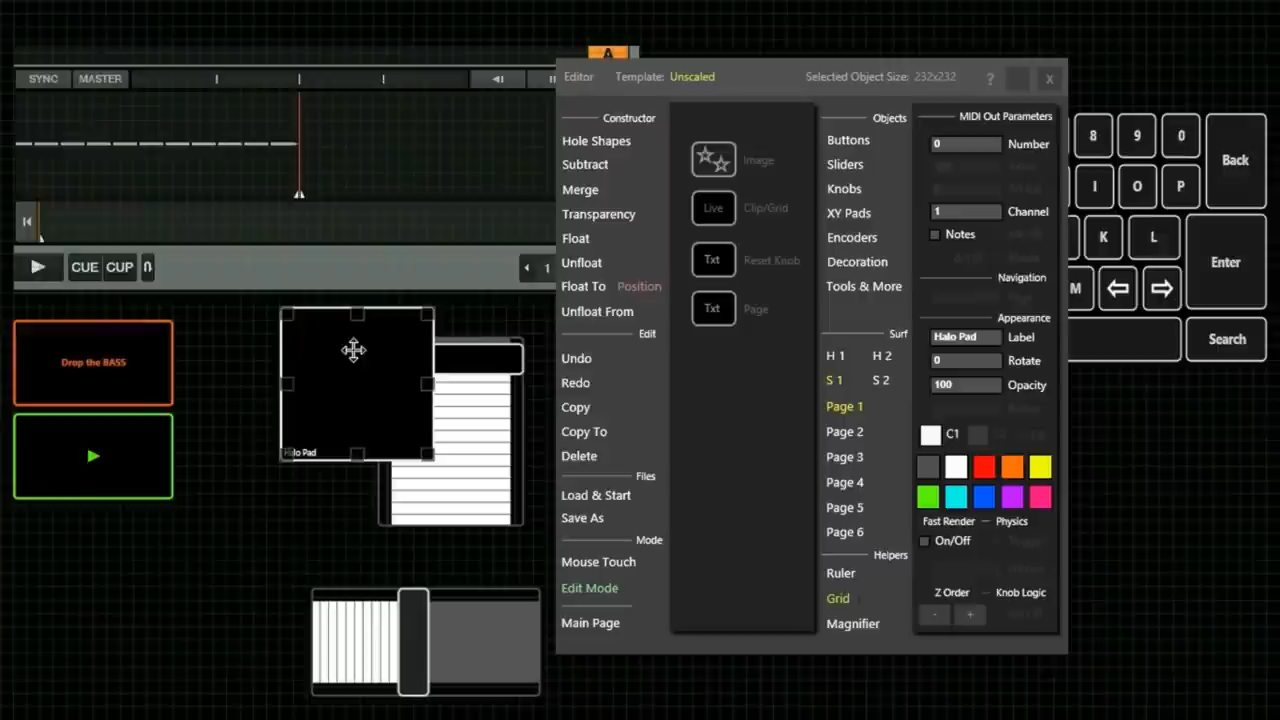 A
SYNC MASTER
CUE CUP
1
Drop the BASS
Halo Pad
Editor Template: Unscaled Selected Object Size: 232x232 ? X
Constructor
Hole Shapes
Subtract
Merge
Transparency
Float
Unfloat
Float To Position
Unfloat From
Edit
Undo
Redo
Copy
Copy To
Delete
Files
Load & Start
Save As
Mode
Mouse Touch
Edit Mode
Main Page
Image
Live Clip/Grid
Txt Reset Knob
Txt Page
Objects
Buttons
Sliders
Knobs
XY Pads
Encoders
Decoration
Tools & More
Surf
H 1 H 2
S 1 S 2
Page 1
Page 2
Page 3
Page 4
Page 5
Page 6
Helpers
Ruler
Grid
Magnifier
MIDI Out Parameters
0 Number
1 Channel
Notes
Navigation
Appearance
Halo Pad Label
0 Rotate
100 Opacity
C1
Fast Render Physics
On/Off
Z Order Knob Logic
- +
8 9 0 Back
I O P
K L Enter
M
Search